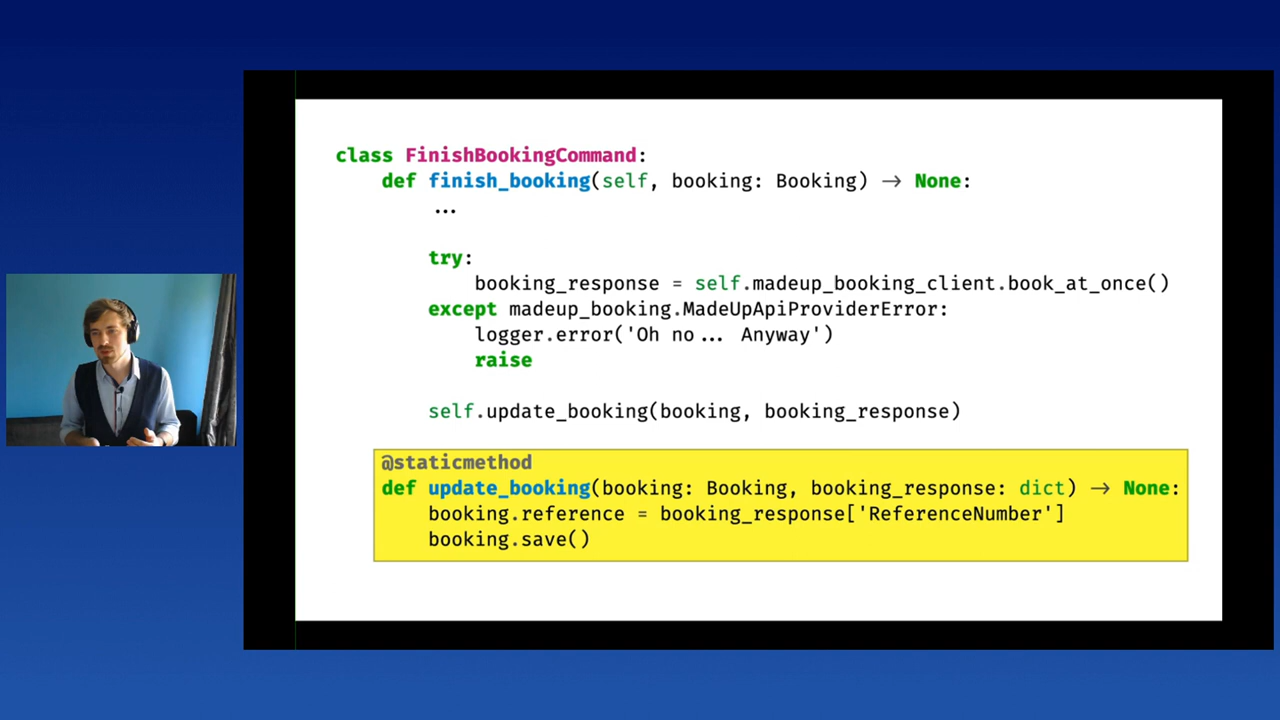 class FinishBookingCommand:
def finish_booking(self, booking: Booking) → None:
...
try:
booking_response = self.madeup_booking_client.book_at_once()
except madeup_booking.MadeUpApiProviderError:
logger.error('Oh no... Anyway')
raise
self.update_booking(booking, booking_response)
@staticmethod
def update_booking(booking: Booking, booking_response: dict) → None:
booking.reference = booking_response['ReferenceNumber']
booking.save()